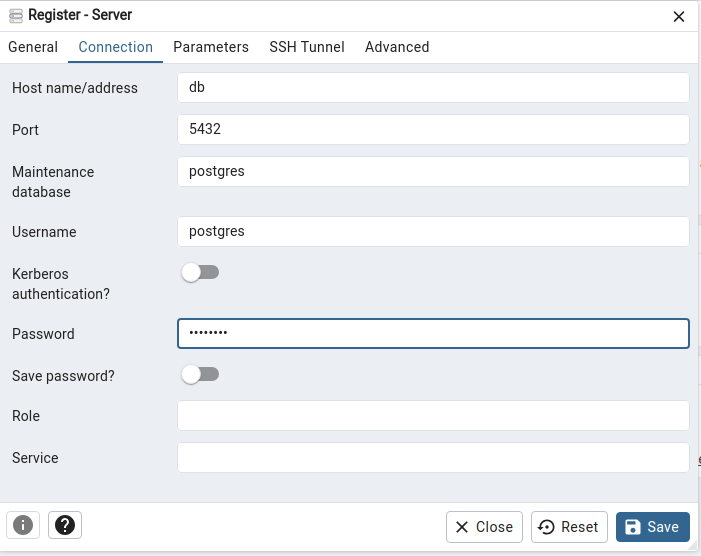 Register - Server
General Connection Parameters SSH Tunnel Advanced
Host name/address db
Port 5432
Maintenance postgres
database
Username postgres
Kerberos
authentication?
Password ••••••••
Save password?
Role
Service
Close Reset Save